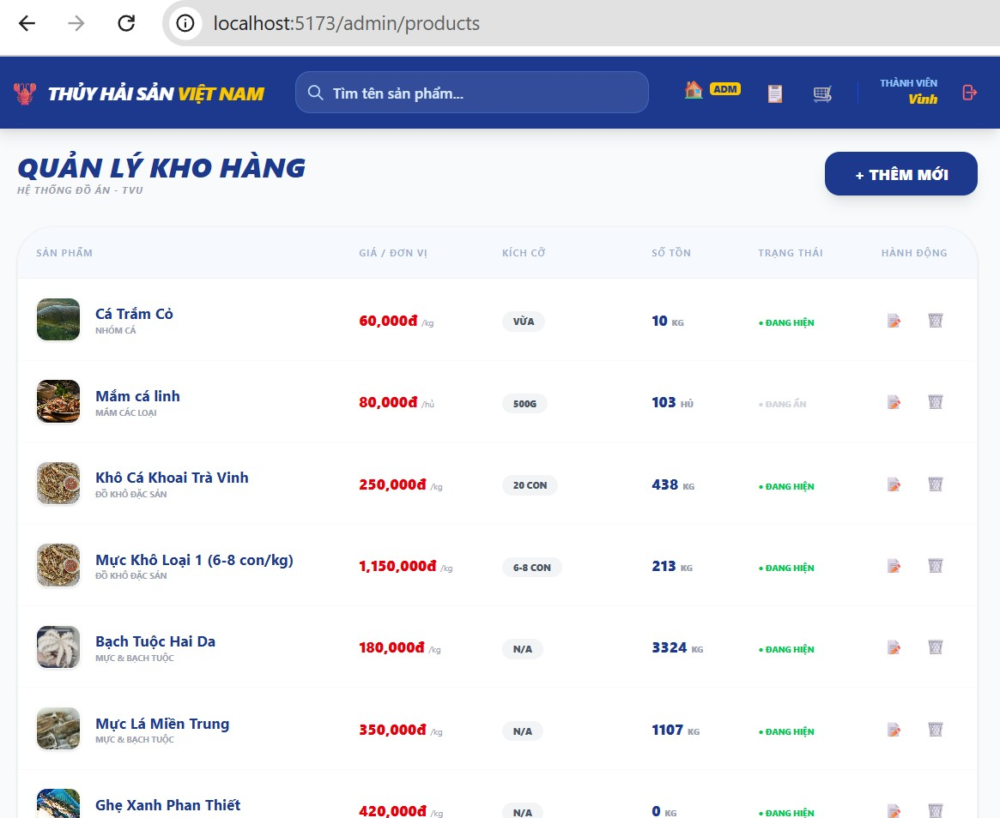 localhost:5173/admin/products
THỦY HẢI SẢN VIỆT NAM
Tìm tên sản phẩm...
ADM
THÀNH VIÊN
Vinh
QUẢN LÝ KHO HÀNG
HỆ THỐNG ĐỒ ÁN - TVU
+ THÊM MỚI
SẢN PHẨM GIÁ / ĐƠN VỊ KÍCH CỠ SỐ TỒN TRẠNG THÁI HÀNH ĐỘNG
Cá Trắm Cỏ
NHÓM CÁ
60,000đ /kg
VỪA
10 KG
• ĐANG HIỆN
Mắm cá linh
MẮM CÁC LOẠI
80,000đ /hủ
500G
103 HỦ
• ĐANG ẨN
Khô Cá Khoai Trà Vinh
ĐỒ KHÔ ĐẶC SẢN
250,000đ /kg
20 CON
438 KG
• ĐANG HIỆN
Mực Khô Loại 1 (6-8 con/kg)
ĐỒ KHÔ ĐẶC SẢN
1,150,000đ /kg
6-8 CON
213 KG
• ĐANG HIỆN
Bạch Tuộc Hai Da
MỰC & BẠCH TUỘC
180,000đ /kg
N/A
3324 KG
• ĐANG HIỆN
Mực Lá Miền Trung
MỰC & BẠCH TUỘC
350,000đ /kg
N/A
1107 KG
• ĐANG HIỆN
Ghẹ Xanh Phan Thiết
420,000đ /kg
N/A
0 KG
• ĐANG HIỆN